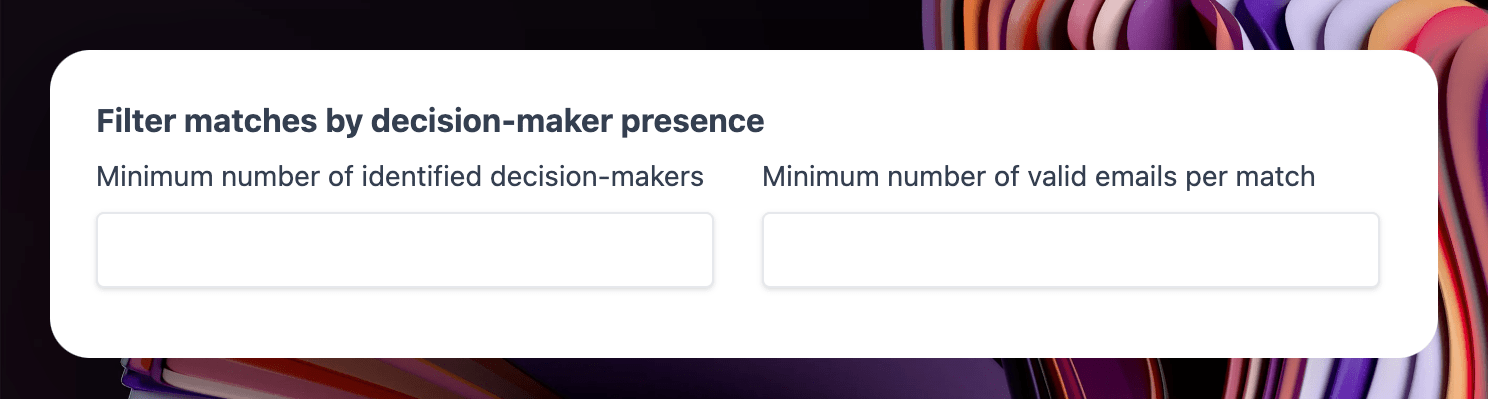 Filter matches by decision-maker presence
Minimum number of identified decision-makers
Minimum number of valid emails per match